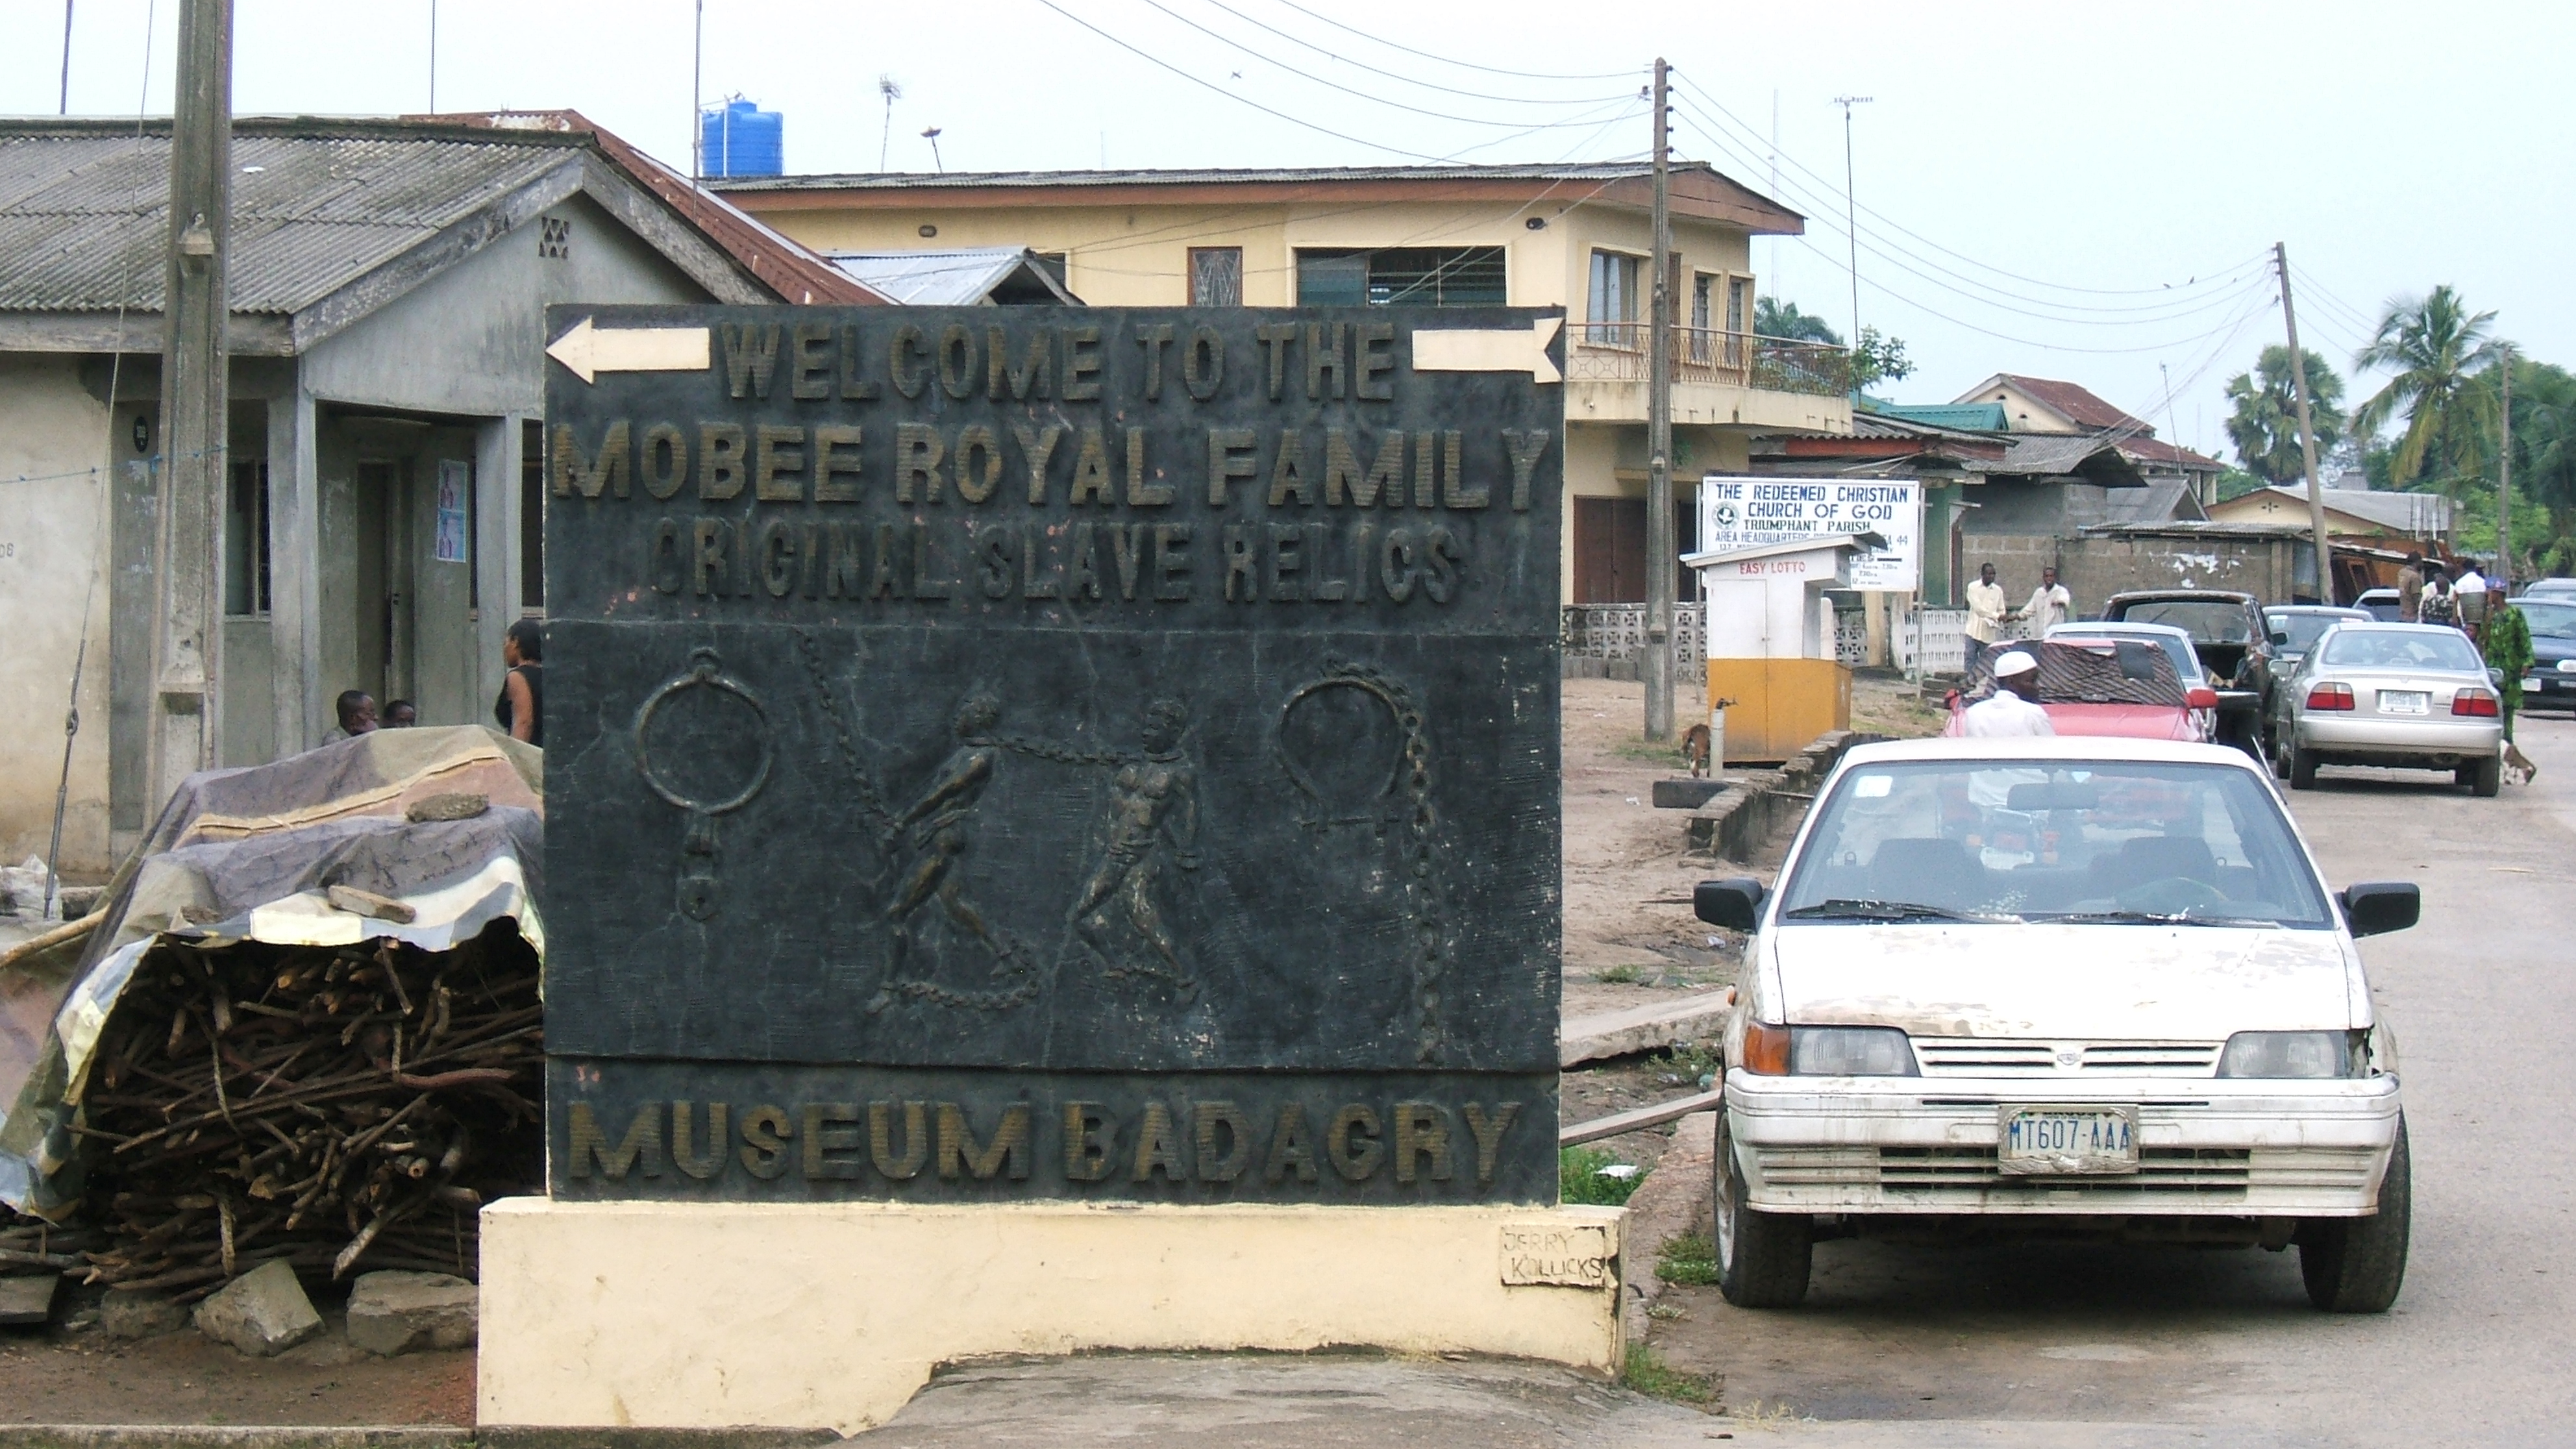 WELCOME TO THE
MOBEE ROYAL FAMILY
ORIGINAL SLAVE RELICS
MUSEUM BADAGRY
JERRY
KOLLICKS
THE REDEEMED CHRISTIAN
CHURCH OF GOD
TRIUMPHANT PARISH
AREA HEADQUARTERS
EASY LOTTO
MT607-AAA